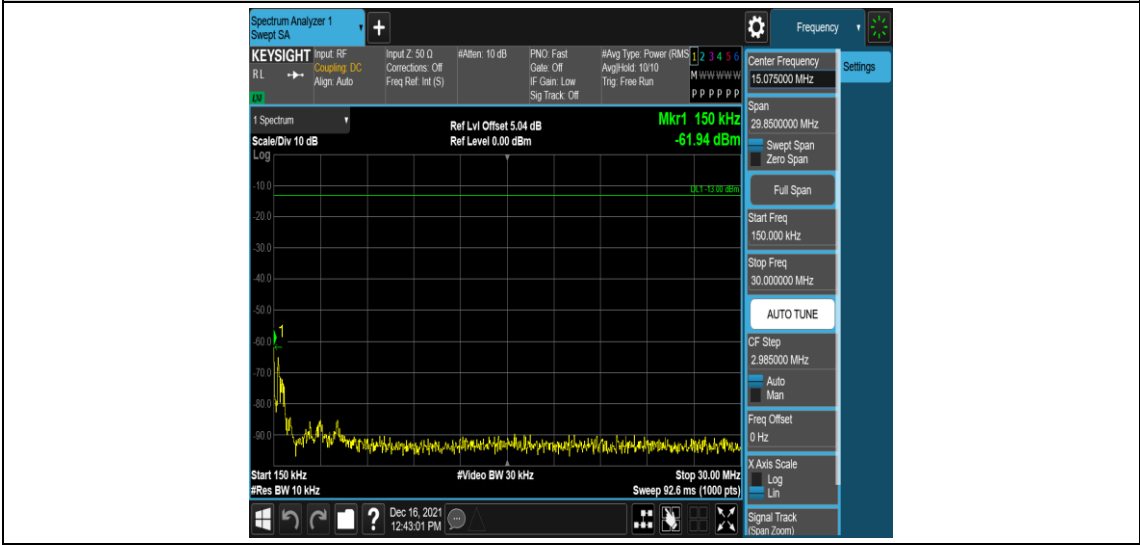 Spectrum Analyzer 1
Swept SA
+
Frequency
KEYSIGHT
RL
LM
Input: RF
Coupling: DC
Align: Auto
Input Z: 50 Ω
Corrections: Off
Freq Ref: Int (S)
#Atten: 10 dB
PNO: Fast
Gate: Off
IF Gain: Low
Sig Track: Off
#Avg Type: Power (RMS
Avg|Hold: 10/10
Trig: Free Run
1 2 3 4 5 6
M W W W W W
P P P P P P
1 Spectrum
Scale/Div 10 dB
Log
Ref Lvl Offset 5.04 dB
Ref Level 0.00 dBm
Mkr1 150 kHz
-61.94 dBm
DL1 -13.00 dBm
-10.0
-20.0
-30.0
-40.0
-50.0
-60.0
-70.0
-80.0
-90.0
1
Start 150 kHz
#Res BW 10 kHz
#Video BW 30 kHz
Stop 30.00 MHz
Sweep 92.6 ms (1000 pts)
?
Dec 16, 2021
12:43:01 PM
Center Frequency
15.075000 MHz
Settings
Span
29.8500000 MHz
Swept Span
Zero Span
Full Span
Start Freq
150.000 kHz
Stop Freq
30.000000 MHz
AUTO TUNE
CF Step
2.985000 MHz
Auto
Man
Freq Offset
0 Hz
X Axis Scale
Log
Lin
Signal Track
(Span Zoom)